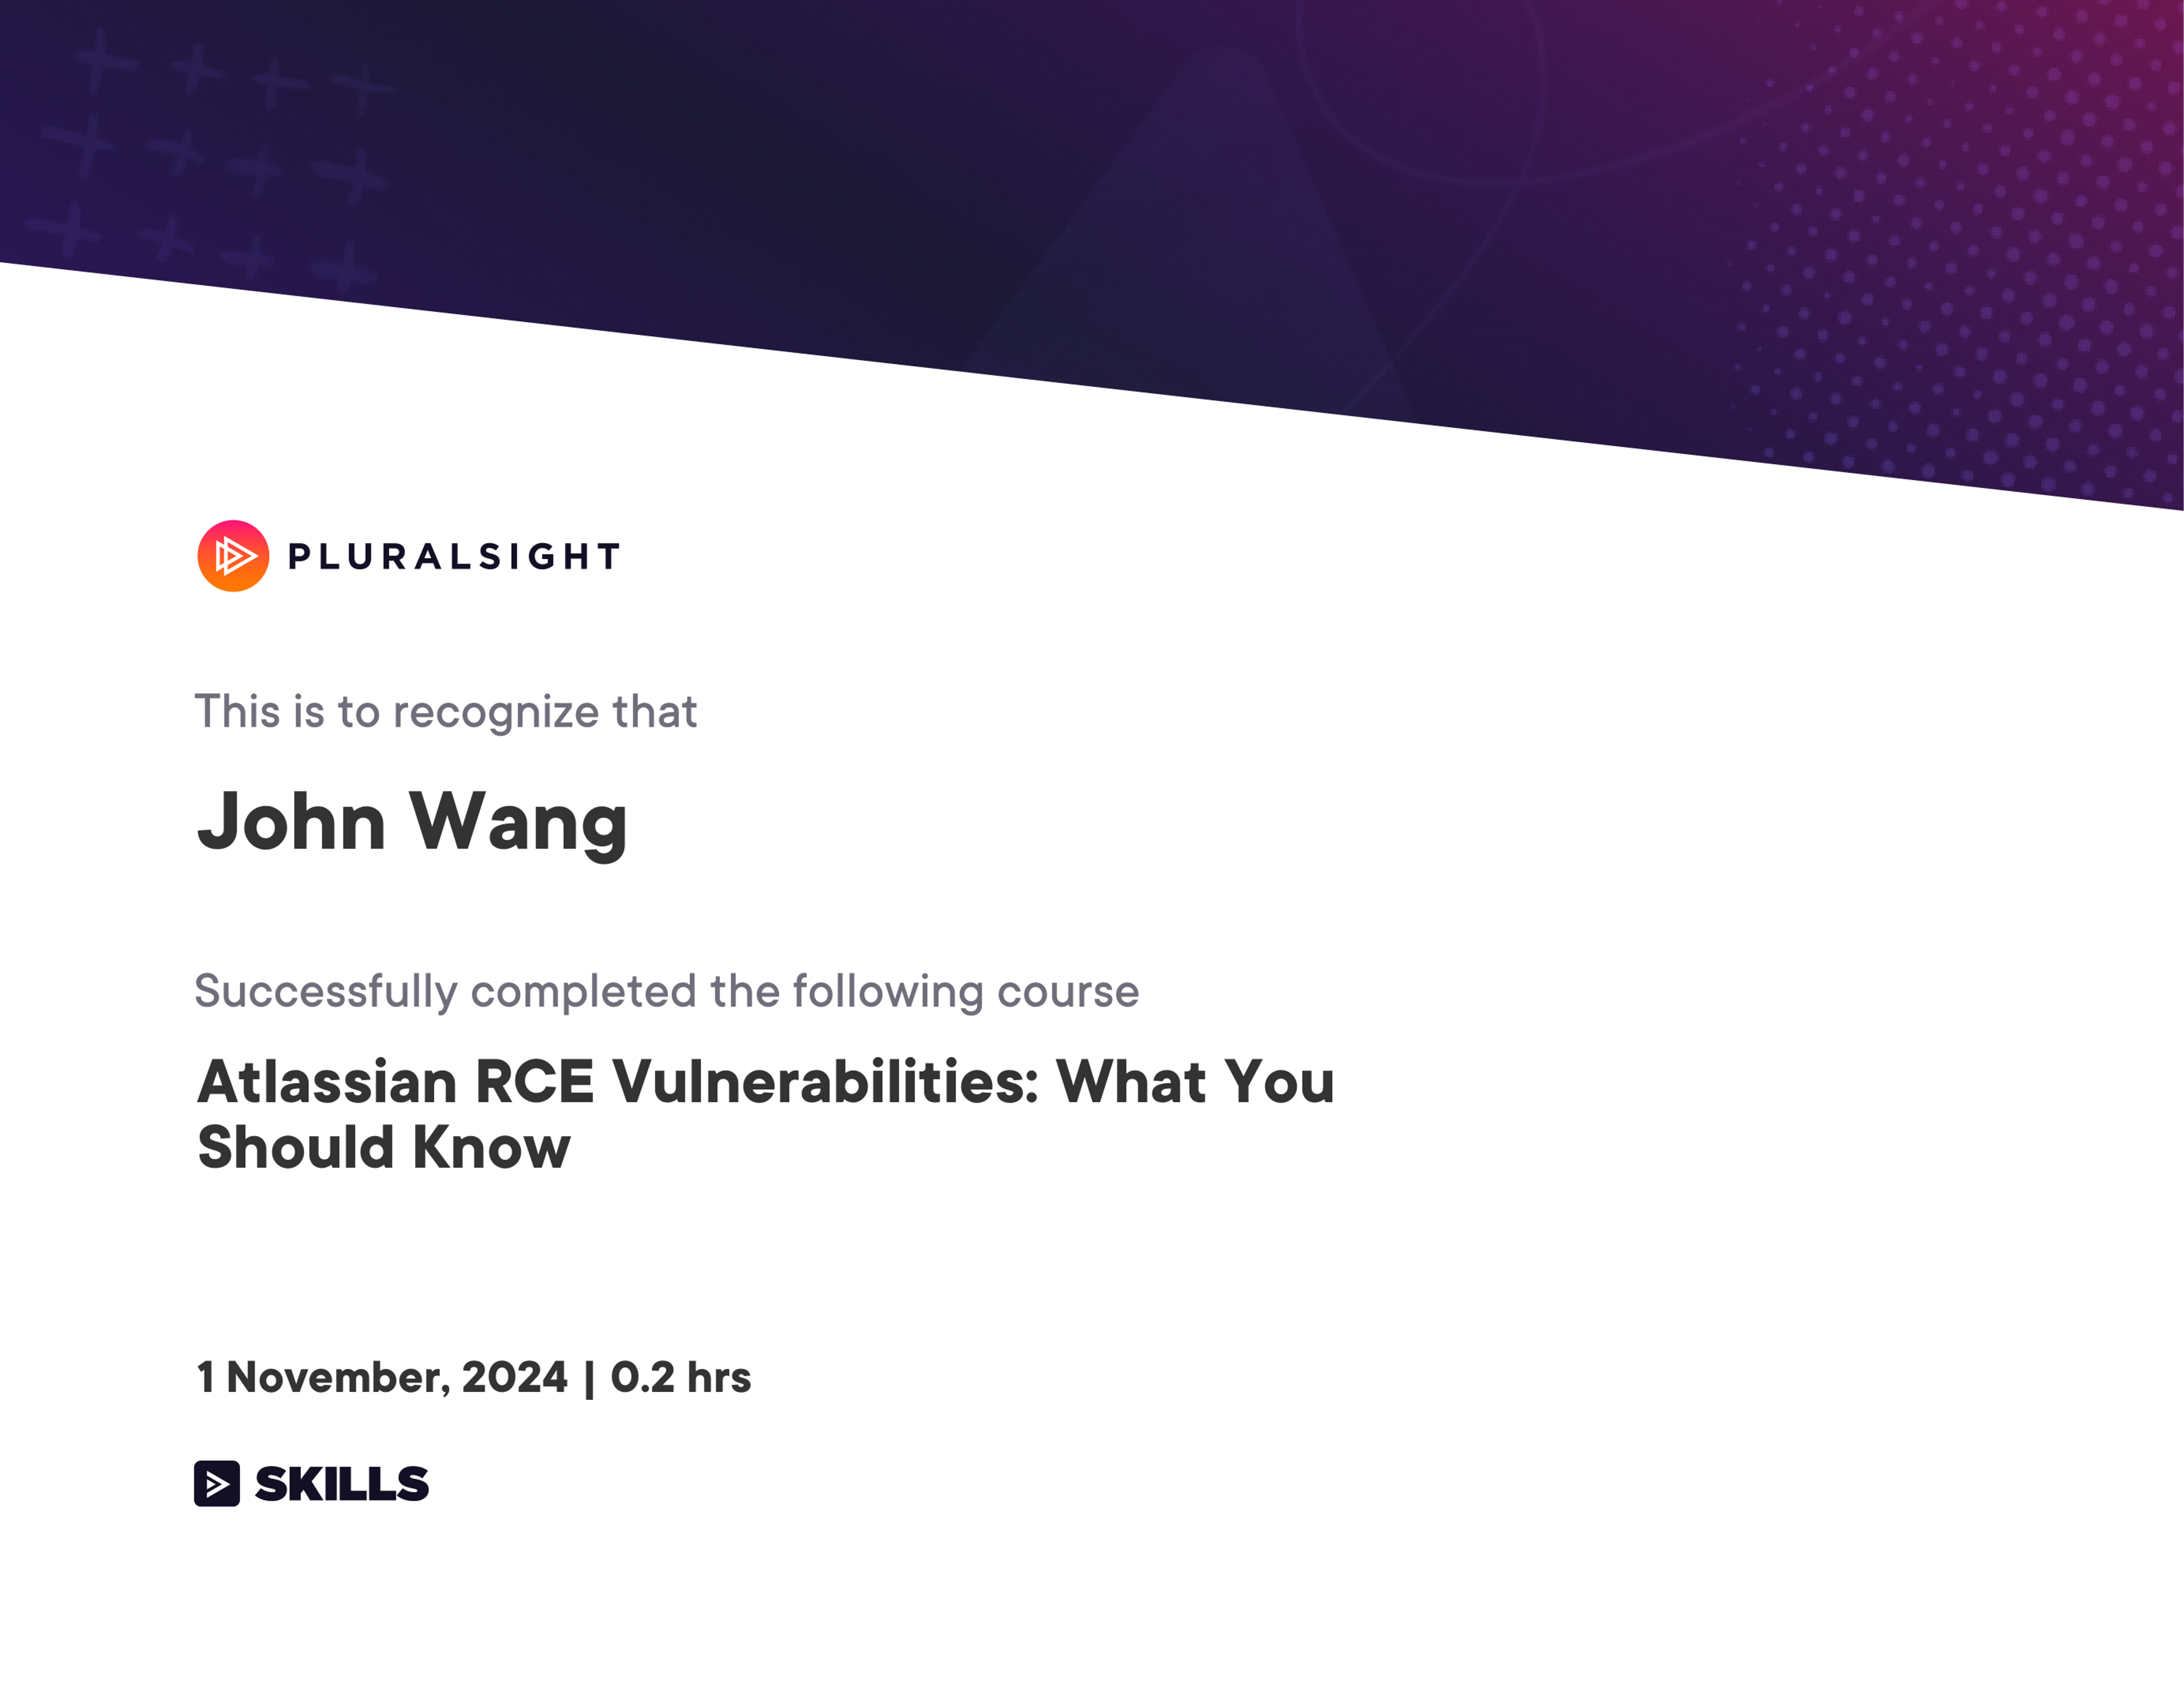 PLURALSIGHT
This is to recognize that
John Wang
Successfully completed the following course
Atlassian RCE Vulnerabilities: What You
Should Know
1 November, 2024 | 0.2 hrs
SKILLS